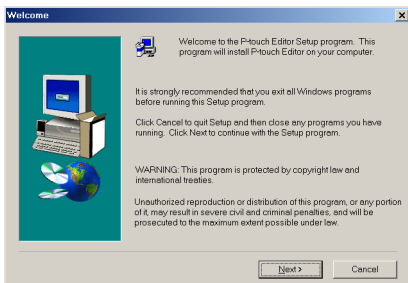 Welcome
Welcome to the P-touch Editor Setup program. This
program will install P-touch Editor on your computer.
It is strongly recommended that you exit all Windows programs
before running this Setup program.
Click Cancel to quit Setup and then close any programs you have
running. Click Next to continue with the Setup program.
WARNING: This program is protected by copyright law and
international treaties.
Unauthorized reproduction or distribution of this program, or any portion
of it, may result in severe civil and criminal penalties, and will be
prosecuted to the maximum extent possible under law.
Next >
Cancel